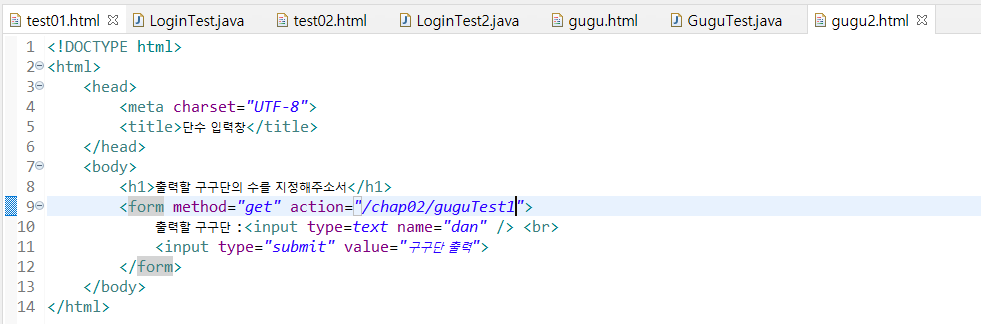 test01.html LoginTest.java test02.html LoginTest2.java gugu.html GuguTest.java gugu2.html
1 <!DOCTYPE html>
2 <html>
3 <head>
4 <meta charset="UTF-8">
5 <title>단수 입력창</title>
6 </head>
7 <body>
8 <h1>출력할 구구단의 수를 지정해주소서</h1>
9 <form method="get" action="/chap02/guguTest1">
10 출력할 구구단 :<input type=text name="dan" /> <br>
11 <input type="submit" value="구구단 출력">
12 </form>
13 </body>
14 </html>